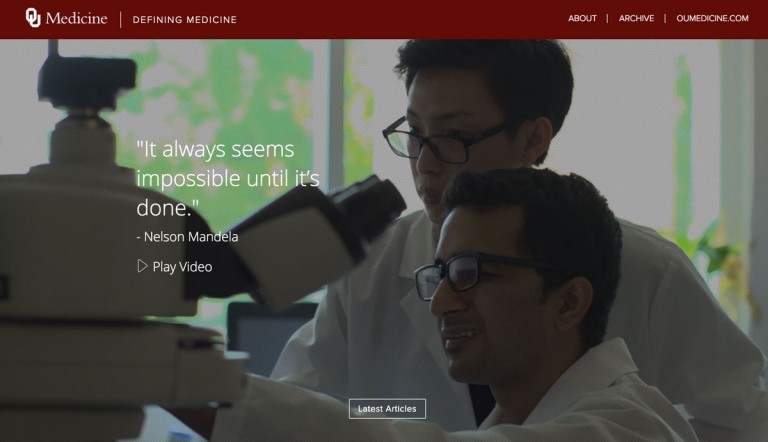 OU Medicine
DEFINING MEDICINE
ABOUT
ARCHIVE
OUMEDICINE.COM
"It always seems
impossible until it’s
done."
- Nelson Mandela
Play Video
Latest Articles